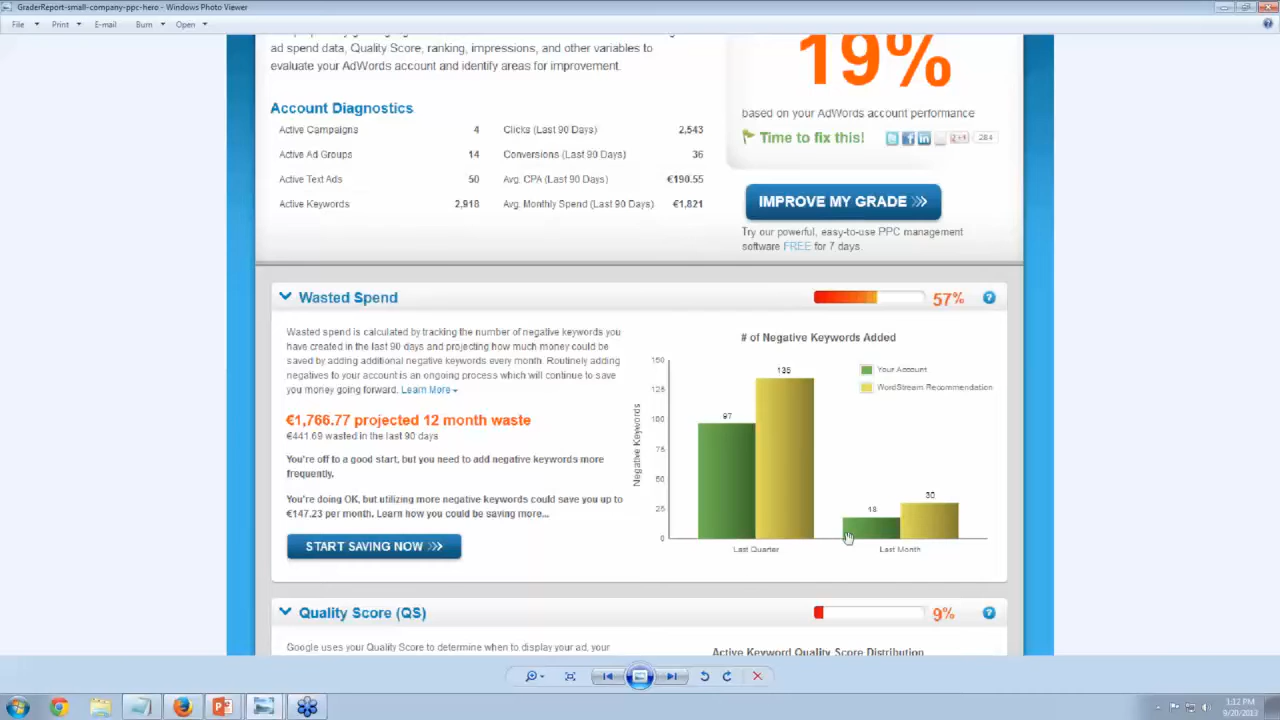 GraderReport-small-company-ppc-hero - Windows Photo Viewer
File Print E-mail Burn Open
ad spend data, Quality Score, ranking, impressions, and other variables to
evaluate your AdWords account and identify areas for improvement.
19%
based on your AdWords account performance
Time to fix this!
284
Account Diagnostics
Active Campaigns 4 Clicks (Last 90 Days) 2,543
Active Ad Groups 14 Conversions (Last 90 Days) 36
Active Text Ads 50 Avg. CPA (Last 90 Days) €190.55
Active Keywords 2,918 Avg. Monthly Spend (Last 90 Days) €1,821
IMPROVE MY GRADE
Try our powerful, easy-to-use PPC management
software FREE for 7 days.
Wasted Spend 57% ?
Wasted spend is calculated by tracking the number of negative keywords you
have created in the last 90 days and projecting how much money could be
saved by adding additional negative keywords every month. Routinely adding
negatives to your account is an ongoing process which will continue to save
you money going forward. Learn More
€1,766.77 projected 12 month waste
€441.69 wasted in the last 90 days
You're off to a good start, but you need to add negative keywords more
frequently.
You're doing OK, but utilizing more negative keywords could save you up to
€147.23 per month. Learn how you could be saving more...
START SAVING NOW
# of Negative Keywords Added
Your Account
WordStream Recommendation
Negative Keywords
150
125
100
75
50
25
0
97
135
18
30
Last Quarter
Last Month
Quality Score (QS) 9% ?
Google uses your Quality Score to determine when to display your ad, your
Active Keyword Quality Score Distribution
3:12 PM
9/20/2013